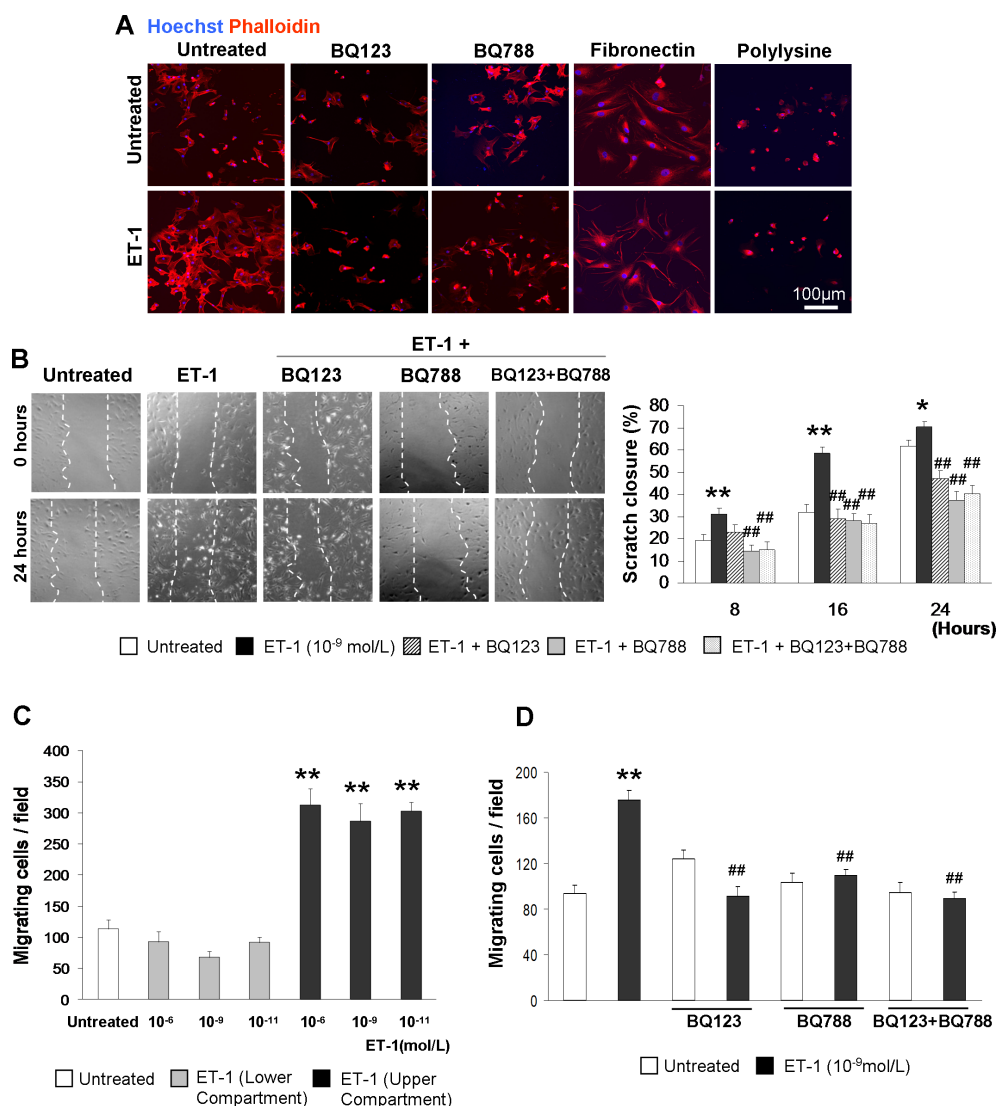 A Hoechst Phalloidin
Untreated BQ123 BQ788 Fibronectin Polylysine
Untreated
ET-1
100µm
B
ET-1 +
Untreated ET-1 BQ123 BQ788 BQ123+BQ788
0 hours
24 hours
Scratch closure (%)
80
70
60
50
40
30
20
10
0
** ** *
## ## ## ## ## ## ## ##
8 16 24
(Hours)
Untreated ET-1 (10⁻⁹ mol/L) ET-1 + BQ123 ET-1 + BQ788 ET-1 + BQ123+BQ788
C
Migrating cells / field
400
350
300
250
200
150
100
50
0
** ** **
Untreated 10⁻⁶ 10⁻⁹ 10⁻¹¹ 10⁻⁶ 10⁻⁹ 10⁻¹¹
ET-1(mol/L)
Untreated ET-1 (Lower Compartment) ET-1 (Upper Compartment)
D
Migrating cells / field
200
160
120
80
40
0
**
## ## ##
BQ123 BQ788 BQ123+BQ788
Untreated ET-1 (10⁻⁹mol/L)